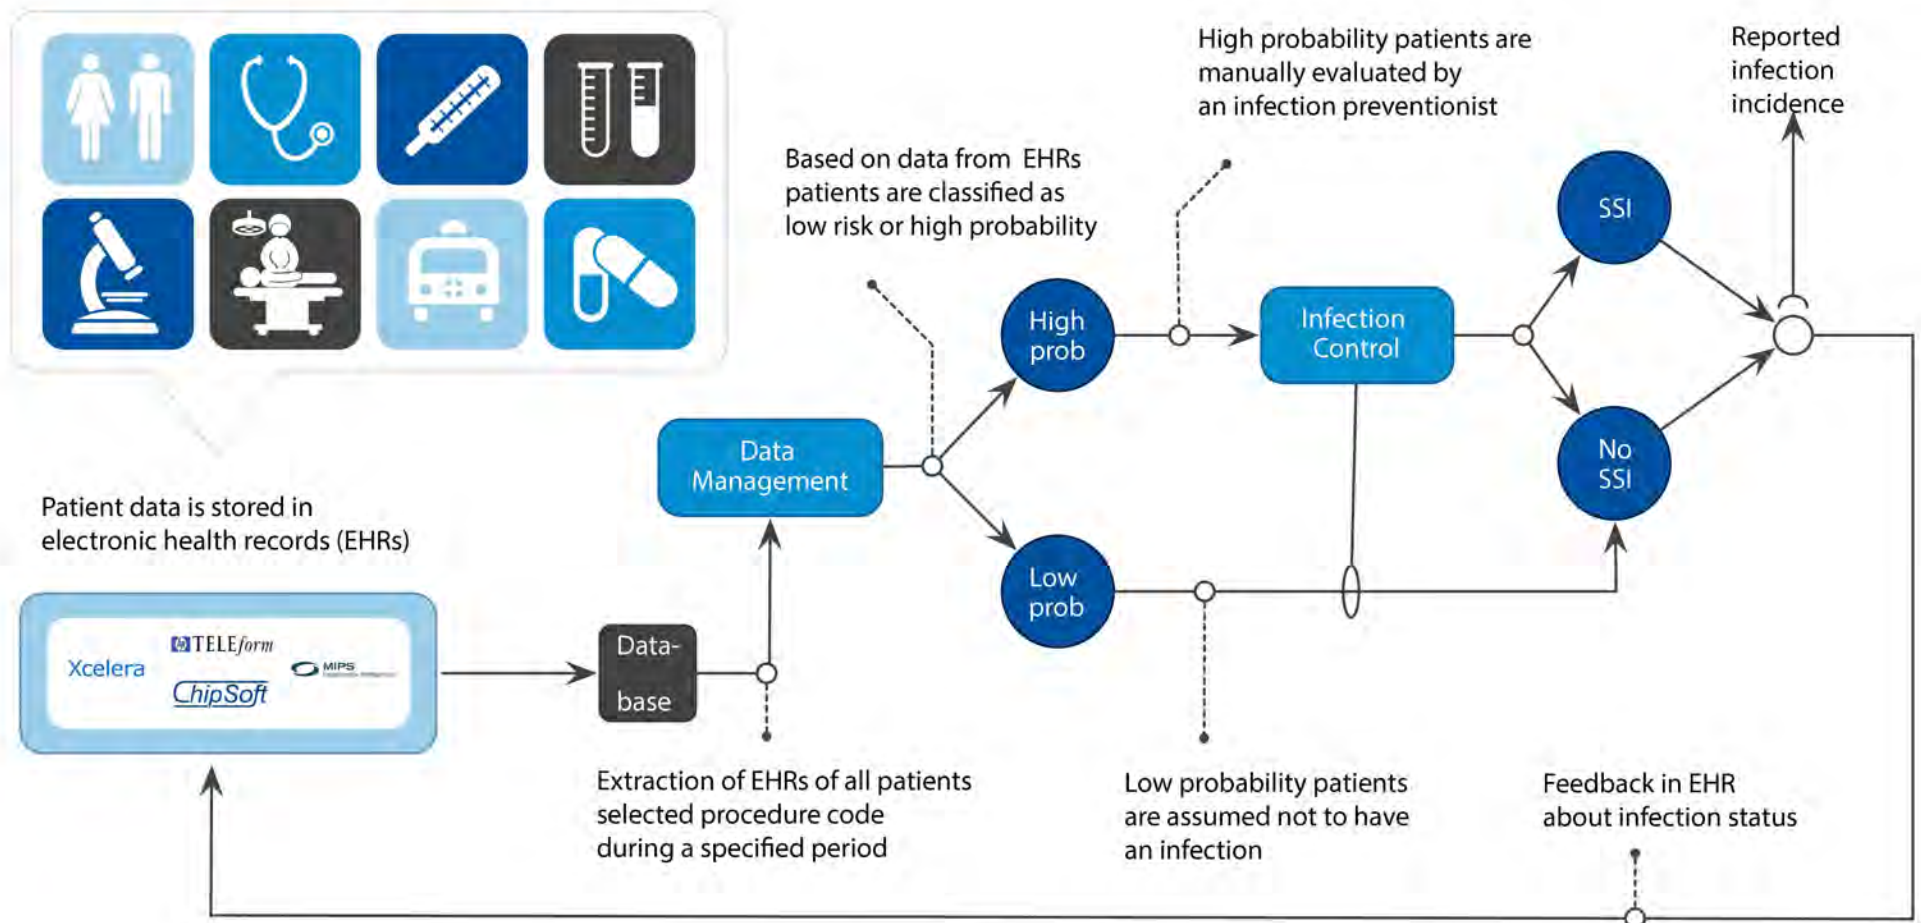 High probability patients are
manually evaluated by
an infection preventionist
Reported
infection
incidence
Based on data from EHRs
patients are classified as
low risk or high probability
SSI
High
prob
Infection
Control
Data
Management
No
SSI
Patient data is stored in
electronic health records (EHRs)
Low
prob
Xcelera
hp TELEform
MIPS
ChipSoft
Data-
base
Extraction of EHRs of all patients
selected procedure code
during a specified period
Low probability patients
are assumed not to have
an infection
Feedback in EHR
about infection status